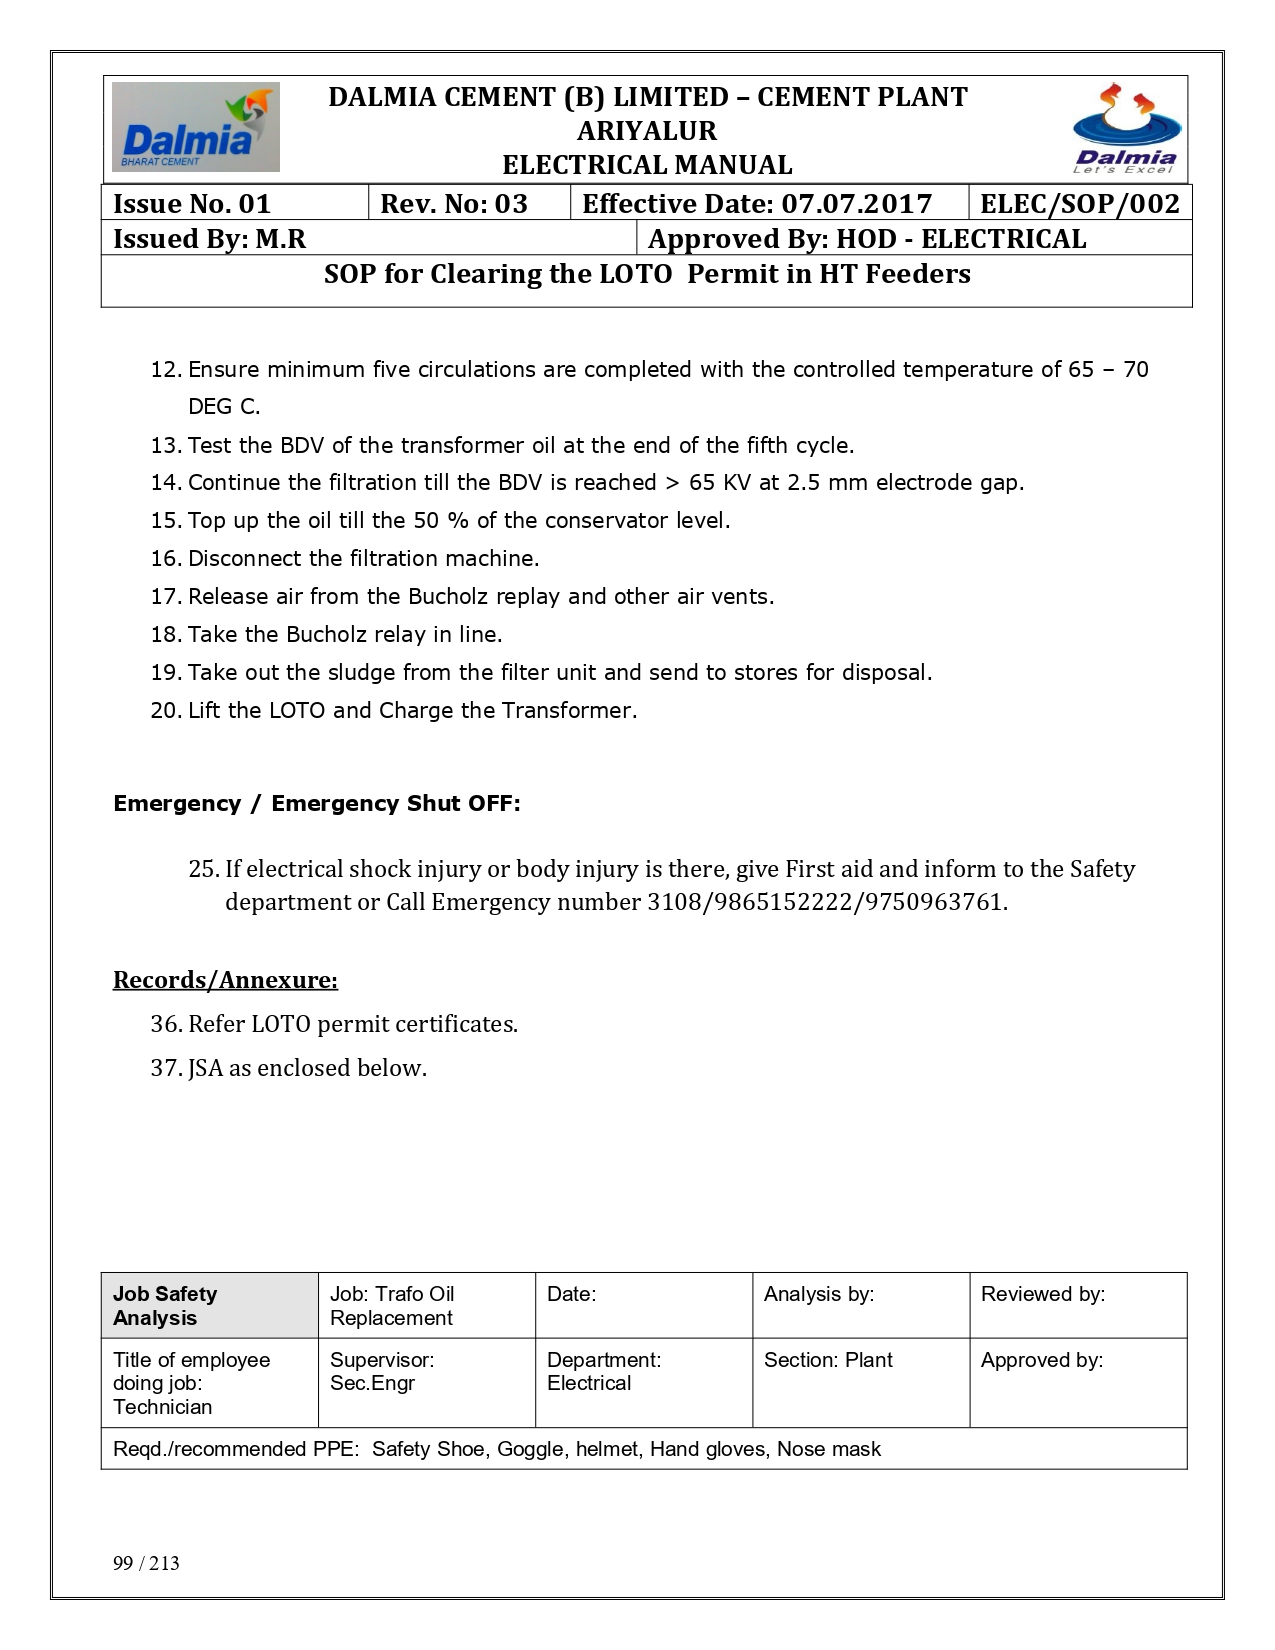 Dalmia
BHARAT CEMENT
DALMIA CEMENT (B) LIMITED – CEMENT PLANT
ARIYALUR
ELECTRICAL MANUAL
Dalmia
Let's Excel
Issue No. 01 Rev. No: 03 Effective Date: 07.07.2017 ELEC/SOP/002
Issued By: M.R Approved By: HOD - ELECTRICAL
SOP for Clearing the LOTO  Permit in HT Feeders
12. Ensure minimum five circulations are completed with the controlled temperature of 65 – 70
DEG C.
13. Test the BDV of the transformer oil at the end of the fifth cycle.
14. Continue the filtration till the BDV is reached > 65 KV at 2.5 mm electrode gap.
15. Top up the oil till the 50 % of the conservator level.
16. Disconnect the filtration machine.
17. Release air from the Bucholz replay and other air vents.
18. Take the Bucholz relay in line.
19. Take out the sludge from the filter unit and send to stores for disposal.
20. Lift the LOTO and Charge the Transformer.
Emergency / Emergency Shut OFF:
25. If electrical shock injury or body injury is there, give First aid and inform to the Safety
department or Call Emergency number 3108/9865152222/9750963761.
Records/Annexure:
36. Refer LOTO permit certificates.
37. JSA as enclosed below.
Job Safety Analysis Job: Trafo Oil Replacement Date: Analysis by: Reviewed by:
Title of employee doing job: Technician Supervisor: Sec.Engr Department: Electrical Section: Plant Approved by:
Reqd./recommended PPE:  Safety Shoe, Goggle, helmet, Hand gloves, Nose mask
99 / 213